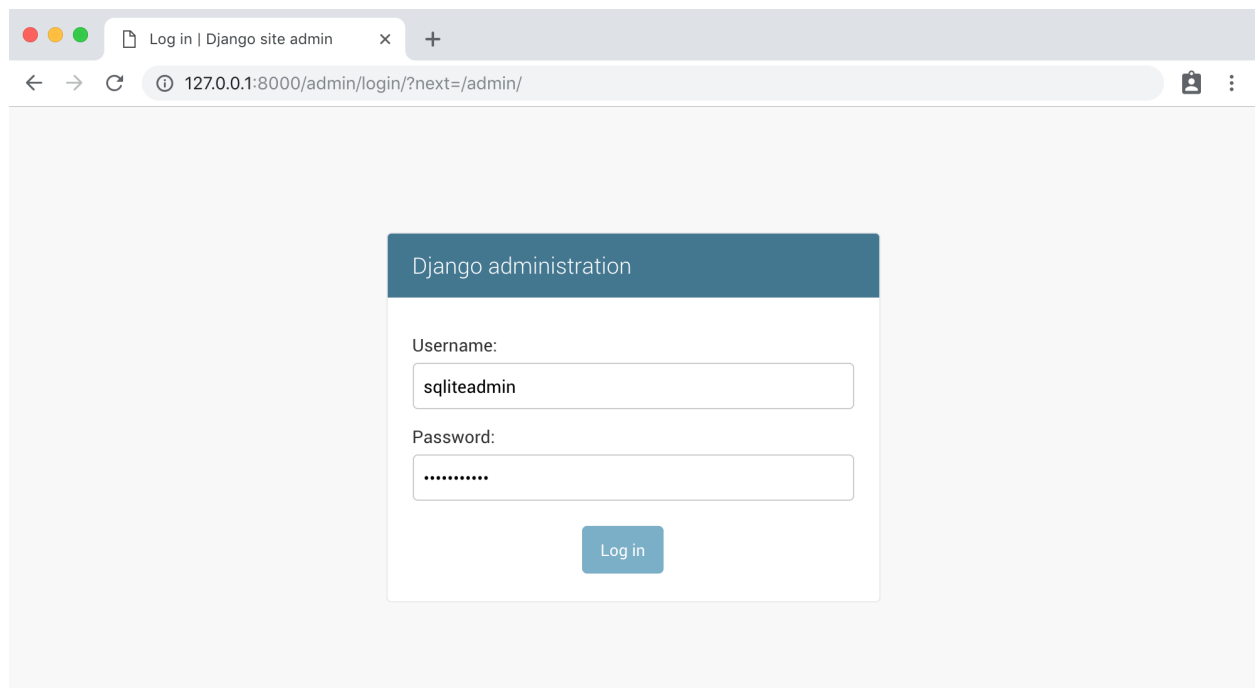 Log in | Django site admin
127.0.0.1:8000/admin/login/?next=/admin/
Django administration
Username:
sqliteadmin
Password:
•••••••••••
Log in